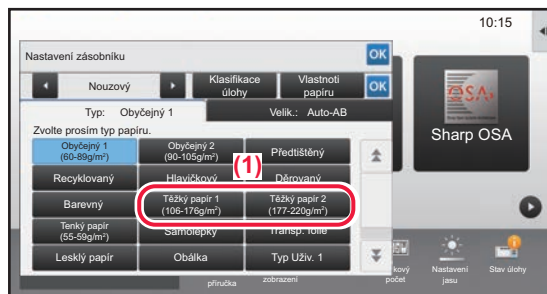 10:15
Nastavení zásobníku
OK
Nouzový
Klasifikace
úlohy
Vlastnoti
papíru
OK
Typ: Obyčejný 1
Velik.: Auto-AB
Zvolte prosím typ papíru.
Obyčejný 1
(60-89g/m²)
Obyčejný 2
(90-105g/m²)
Předtištěný
Recyklovaný
Hlavičkový
Děrovaný
(1)
Barevný
Těžký papír 1
(106-176g/m²)
Těžký papír 2
(177-220g/m²)
Tenký papír
(55-59g/m²)
Samolepky
Transp. fólie
Lesklý papír
Obálka
Typ Uživ. 1
OSA
Sharp OSA
příručka
zobrazení
počet
Nastavení
jasu
Stav úlohy